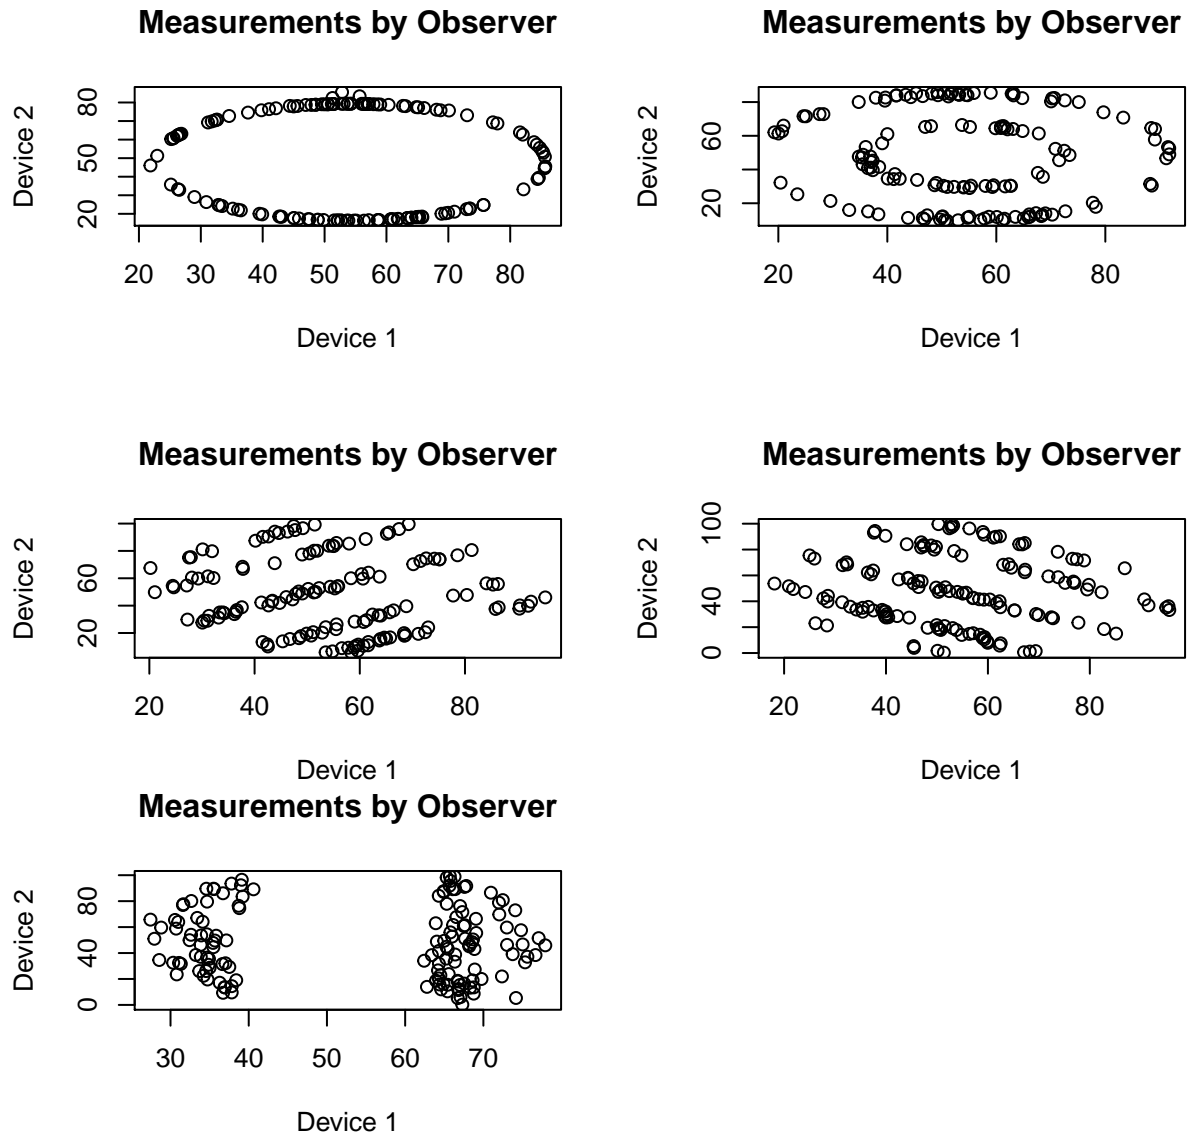 Measurements by Observer
Device 2
20 50 80
20 30 40 50 60 70 80
Device 1
Measurements by Observer
Device 2
20 60
20 40 60 80
Device 1
Measurements by Observer
Device 2
20 60
20 40 60 80
Device 1
Measurements by Observer
Device 2
0 40 100
20 40 60 80
Device 1
Measurements by Observer
Device 2
0 40 80
30 40 50 60 70
Device 1